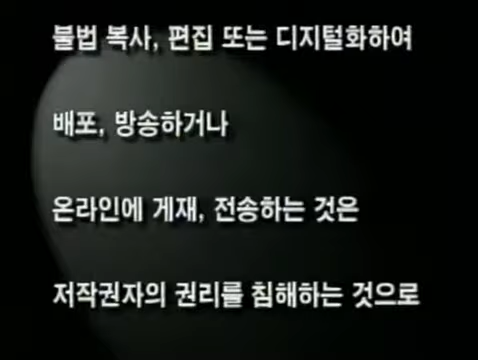 불법 복사, 편집 또는 디지털화하여
배포, 방송하거나
온라인에 게재, 전송하는 것은
저작권자의 권리를 침해하는 것으로